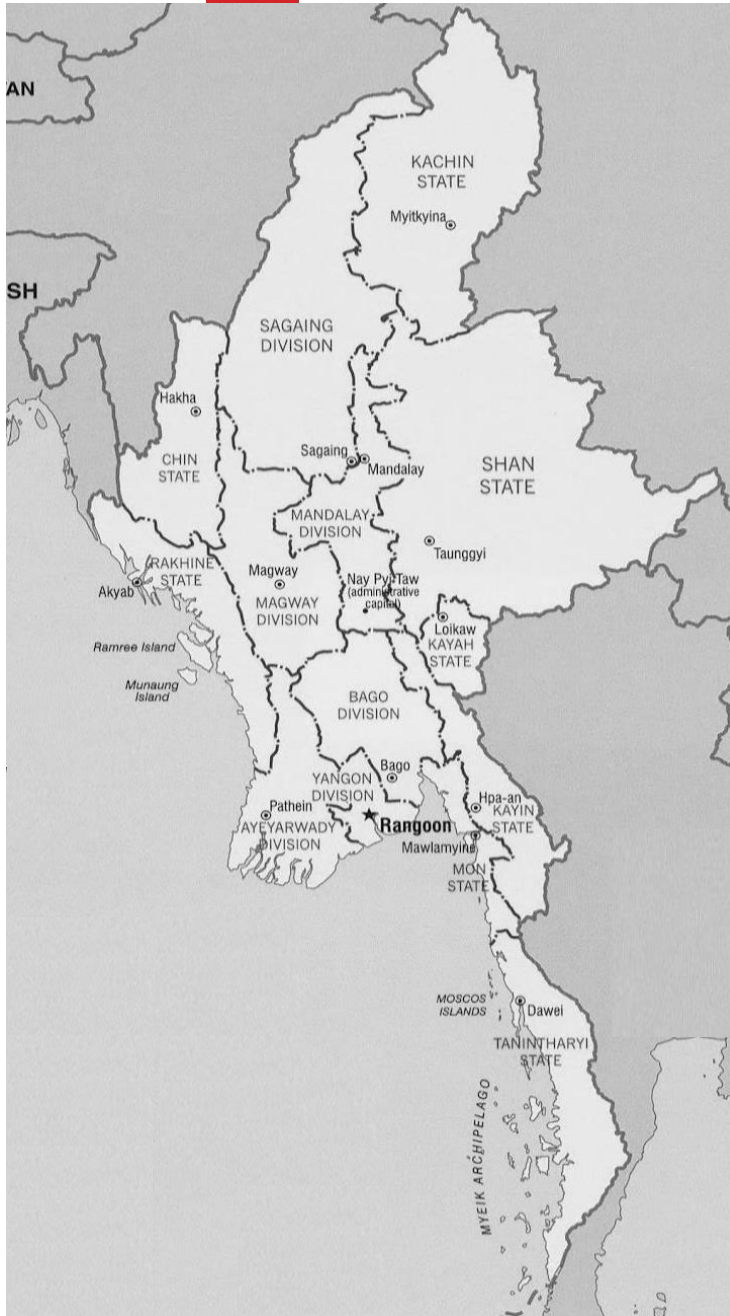 AN
KACHIN
STATE
Myitkyina
SH
SAGAING
DIVISION
Hakha
CHIN
STATE
Sagaing
Mandalay
SHAN
STATE
MANDALAY
DIVISION
Taunggyi
RAKHINE
STATE
Akyab
Magway
MAGWAY
DIVISION
Nay Pyi Taw
(administrative
capital)
Loikaw
KAYAH
STATE
Ramree Island
Munaung
Island
BAGO
DIVISION
Bago
YANGON
DIVISION
Pathein
AYEYARWADY
DIVISION
Rangoon
Hpa-an
KAYIN
STATE
Mawlamyine
MON
STATE
MOSCOS
ISLANDS
Dawei
TANINTHARYI
STATE
MYEIK ARCHIPELAGO